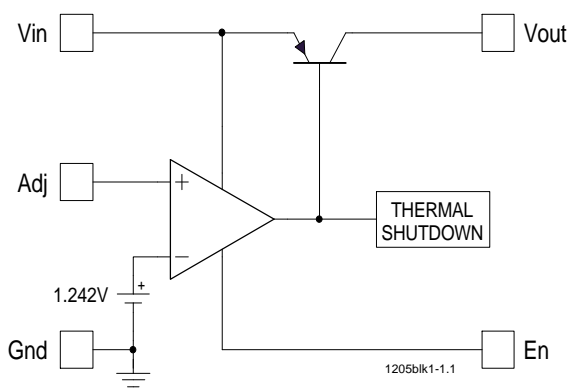 Vin
Vout
Adj
+
−
THERMAL
SHUTDOWN
1.242V
+
Gnd
En
1205blk1-1.1